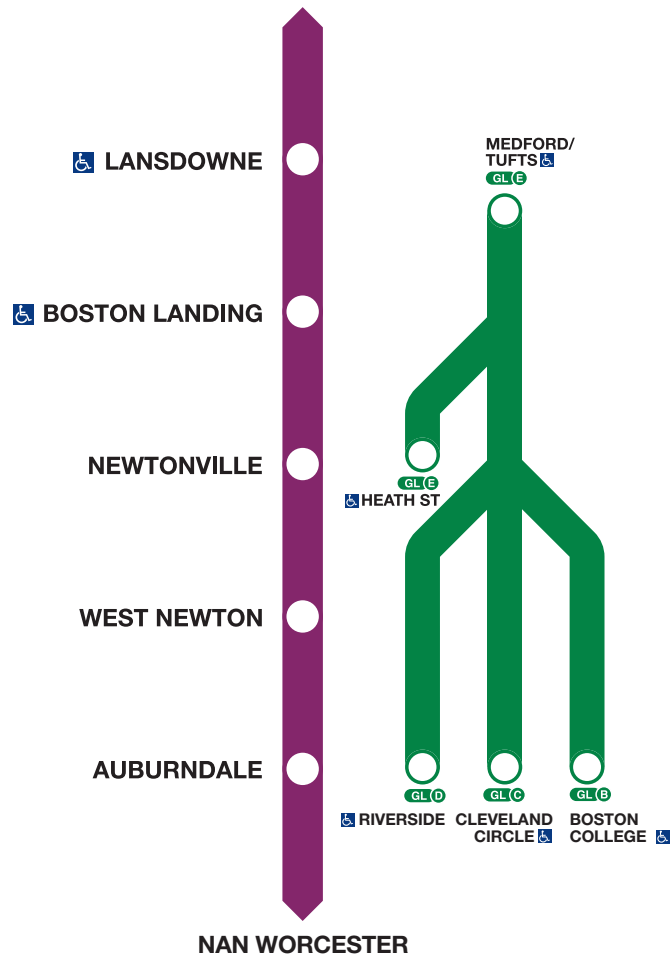 LANSDOWNE
BOSTON LANDING
NEWTONVILLE
WEST NEWTON
AUBURNDALE
NAN WORCESTER
MEDFORD/
TUFTS
GL E
GL E
HEATH ST
GL D
RIVERSIDE
GL C
CLEVELAND
CIRCLE
GL B
BOSTON
COLLEGE